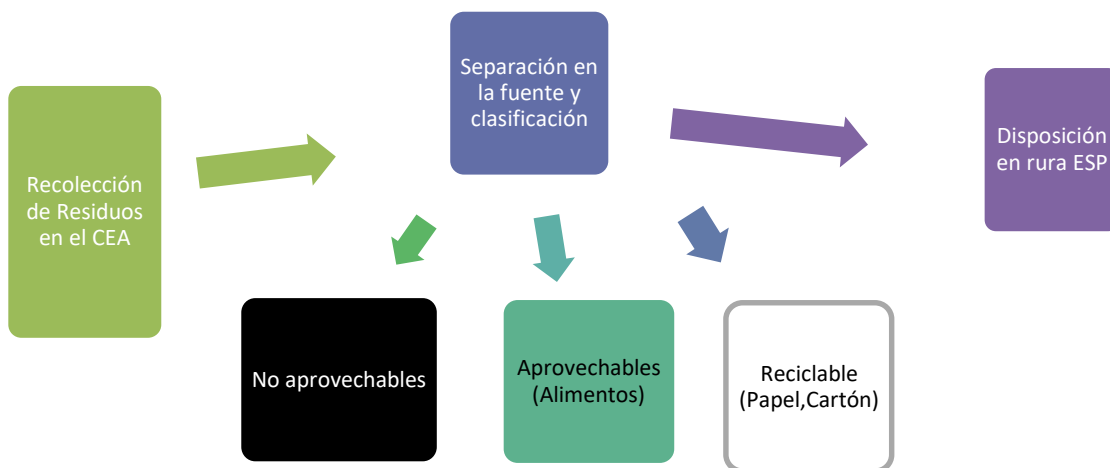 Recolección
de Residuos
en el CEA
Separación en
la fuente y
clasificación
Disposición
en rura ESP
No aprovechables
Aprovechables
(Alimentos)
Reciclable
(Papel,Cartón)